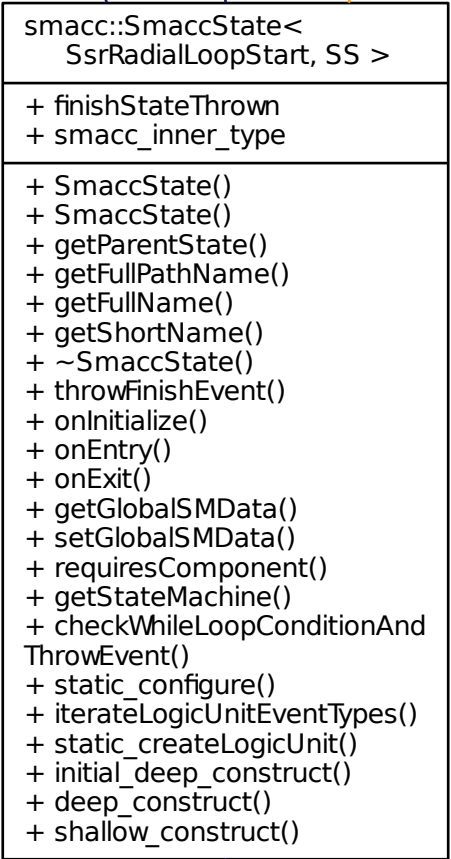 smacc::SmaccState<
SsrRadialLoopStart, SS >
+ finishStateThrown
+ smacc_inner_type
+ SmaccState()
+ SmaccState()
+ getParentState()
+ getFullPathName()
+ getFullName()
+ getShortName()
+ ~SmaccState()
+ throwFinishEvent()
+ onInitialize()
+ onEntry()
+ onExit()
+ getGlobalSMData()
+ setGlobalSMData()
+ requiresComponent()
+ getStateMachine()
+ checkWhileLoopConditionAnd
ThrowEvent()
+ static_configure()
+ iterateLogicUnitEventTypes()
+ static_createLogicUnit()
+ initial_deep_construct()
+ deep_construct()
+ shallow_construct()